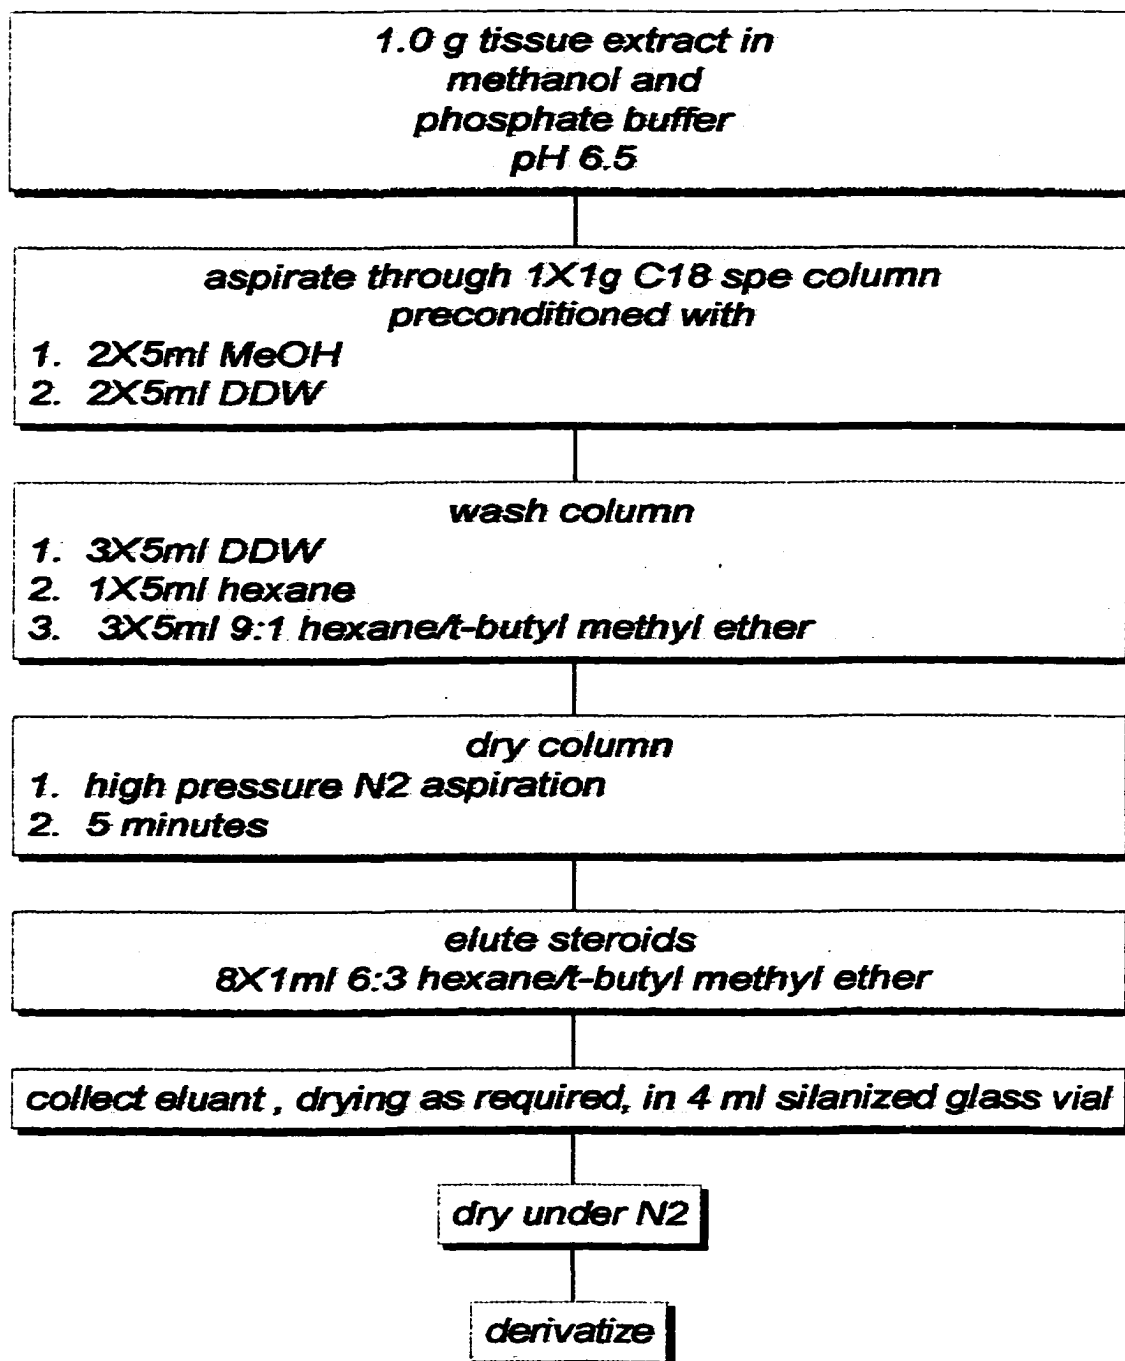 1.0 g tissue extract in
methanol and
phosphate buffer
pH 6.5
aspirate through 1X1g C18 spe column
preconditioned with
1. 2X5ml MeOH
2. 2X5ml DDW
wash column
1. 3X5ml DDW
2. 1X5ml hexane
3. 3X5ml 9:1 hexane/t-butyl methyl ether
dry column
1. high pressure N2 aspiration
2. 5 minutes
elute steroids
8X1ml 6:3 hexane/t-butyl methyl ether
collect eluant , drying as required, in 4 ml silanized glass vial
dry under N2
derivatize